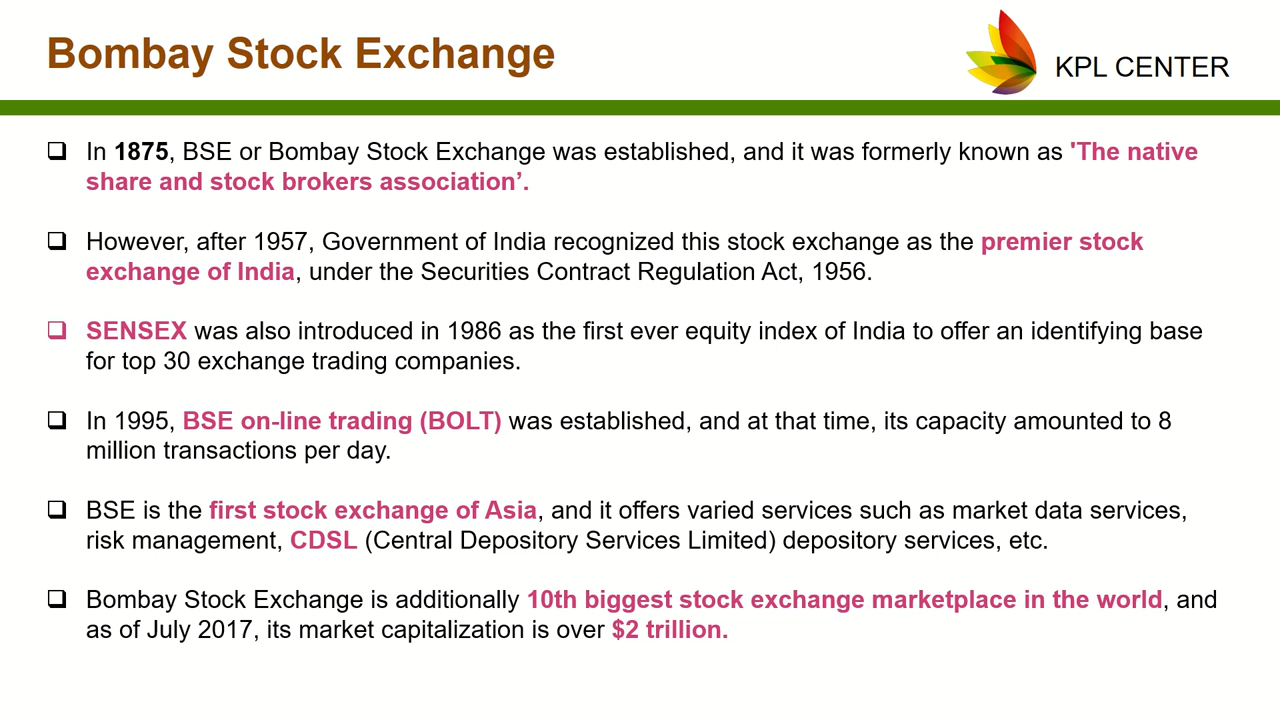 Bombay Stock Exchange
KPL CENTER
❑ In 1875, BSE or Bombay Stock Exchange was established, and it was formerly known as 'The native
share and stock brokers association’.
❑ However, after 1957, Government of India recognized this stock exchange as the premier stock
exchange of India, under the Securities Contract Regulation Act, 1956.
❑ SENSEX was also introduced in 1986 as the first ever equity index of India to offer an identifying base
for top 30 exchange trading companies.
❑ In 1995, BSE on-line trading (BOLT) was established, and at that time, its capacity amounted to 8
million transactions per day.
❑ BSE is the first stock exchange of Asia, and it offers varied services such as market data services,
risk management, CDSL (Central Depository Services Limited) depository services, etc.
❑ Bombay Stock Exchange is additionally 10th biggest stock exchange marketplace in the world, and
as of July 2017, its market capitalization is over $2 trillion.